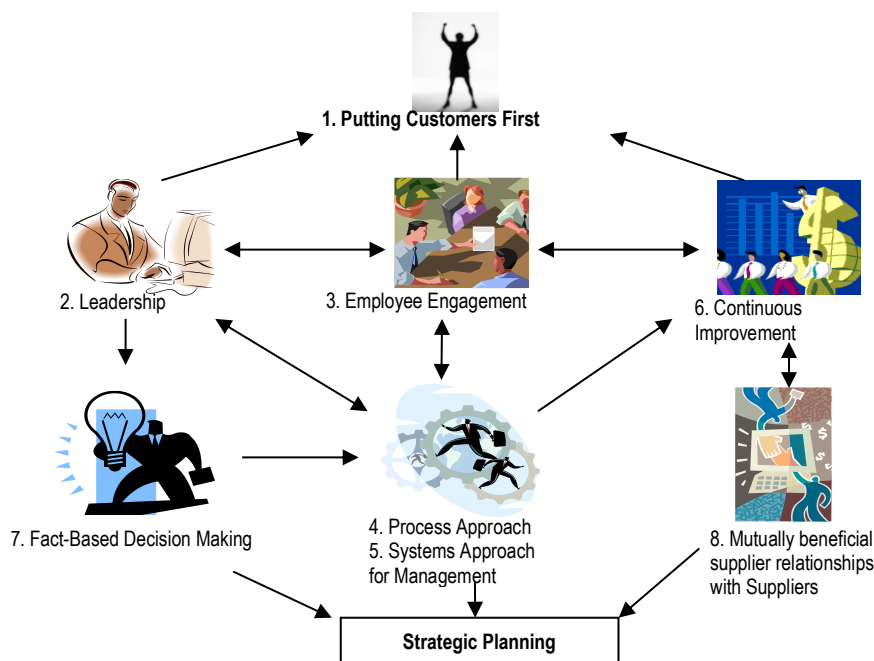 1. Putting Customers First
2. Leadership
3. Employee Engagement
6. Continuous
Improvement
7. Fact-Based Decision Making
4. Process Approach
5. Systems Approach
for Management
8. Mutually beneficial
supplier relationships
with Suppliers
Strategic Planning